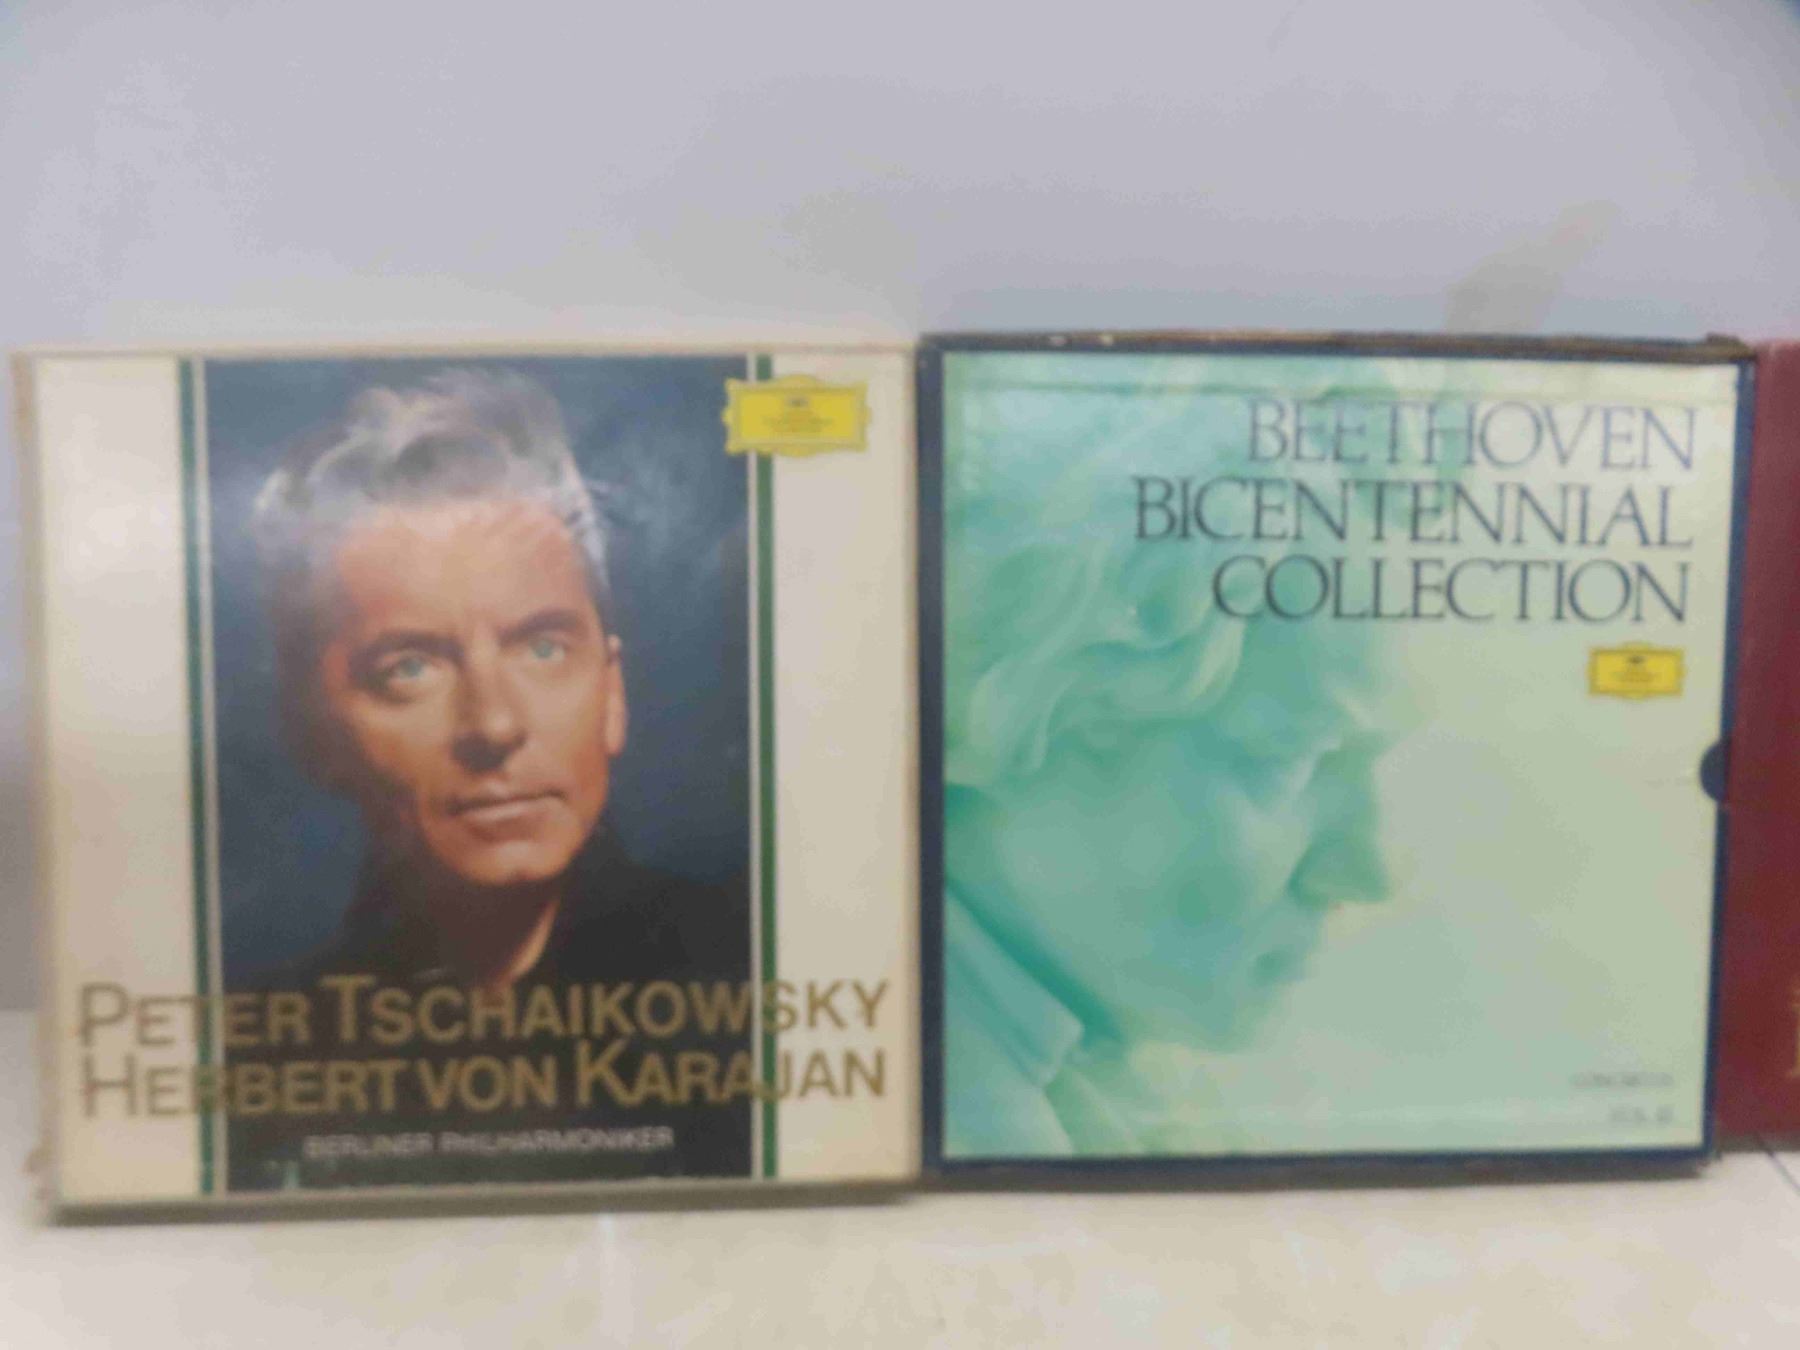 PETER TSCHAIKOWSKY
HERBERT VON KARAJAN
BERLINER PHILHARMONIKER
BEETHOVEN
BICENTENNIAL
COLLECTION